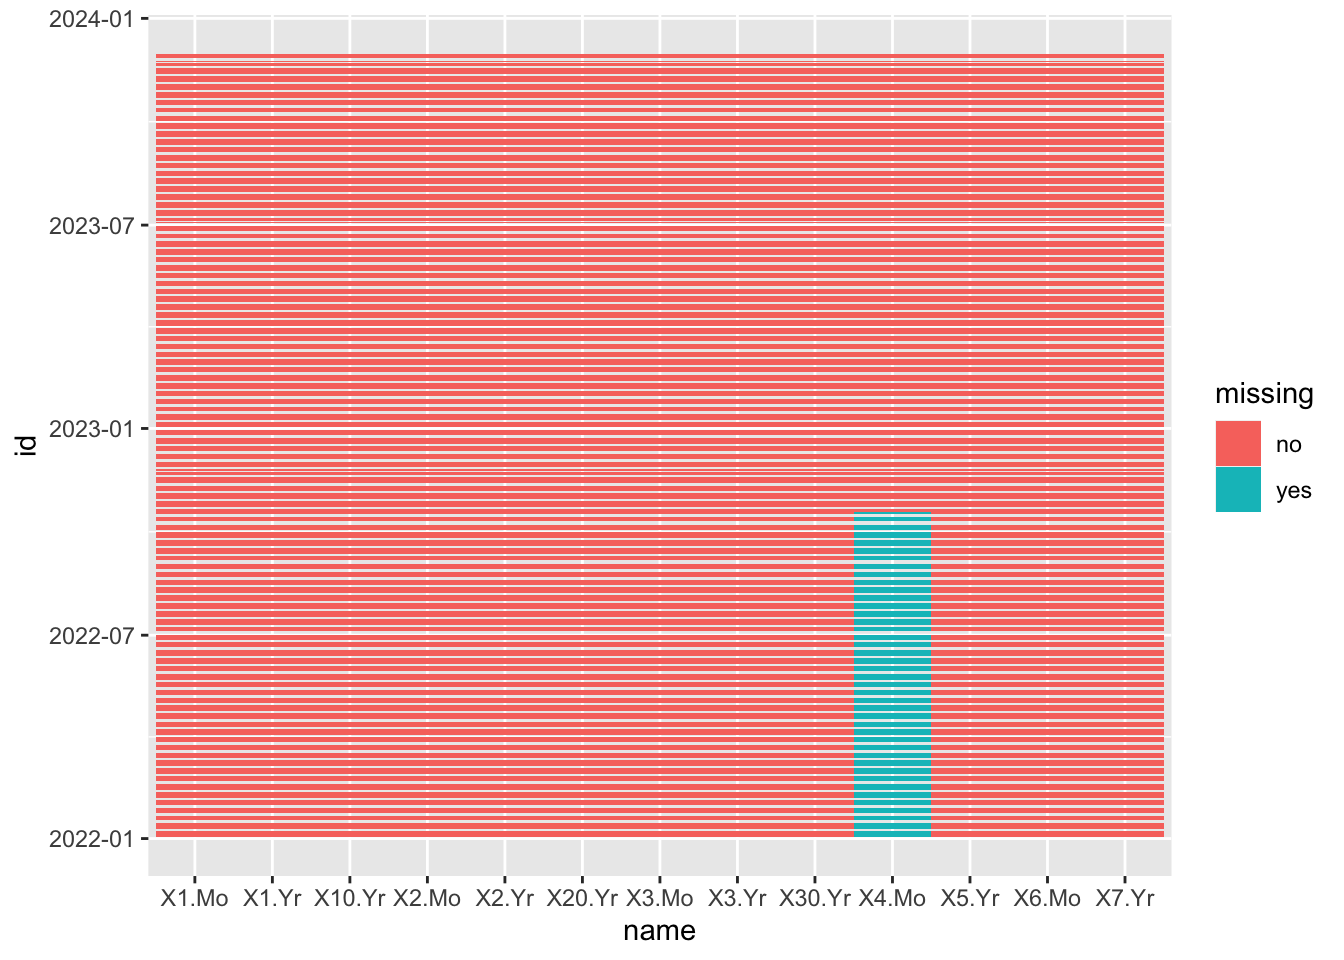 2024-01
2023-07
2023-01
2022-07
2022-01
id
X1.Mo X1.Yr X10.Yr X2.Mo X2.Yr X20.Yr X3.Mo X3.Yr X30.Yr X4.Mo X5.Yr X6.Mo X7.Yr
name
missing
no
yes